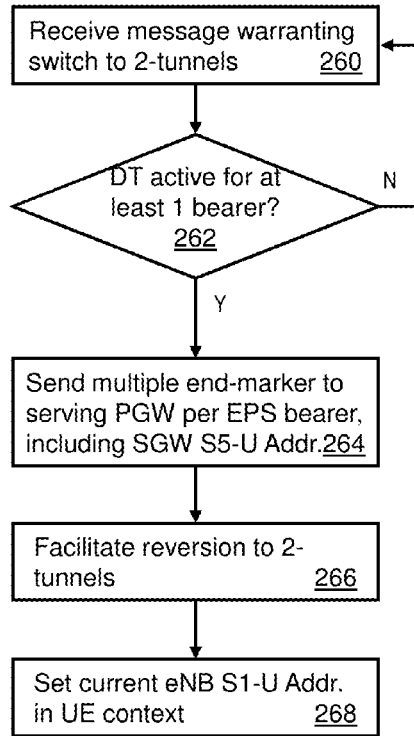 Receive message warranting
switch to 2-tunnels 260
DT active for at
least 1 bearer?
262
N
Y
Send multiple end-marker to
serving PGW per EPS bearer,
including SGW S5-U Addr.264
Facilitate reversion to 2-
tunnels 266
Set current eNB S1-U Addr.
in UE context 268